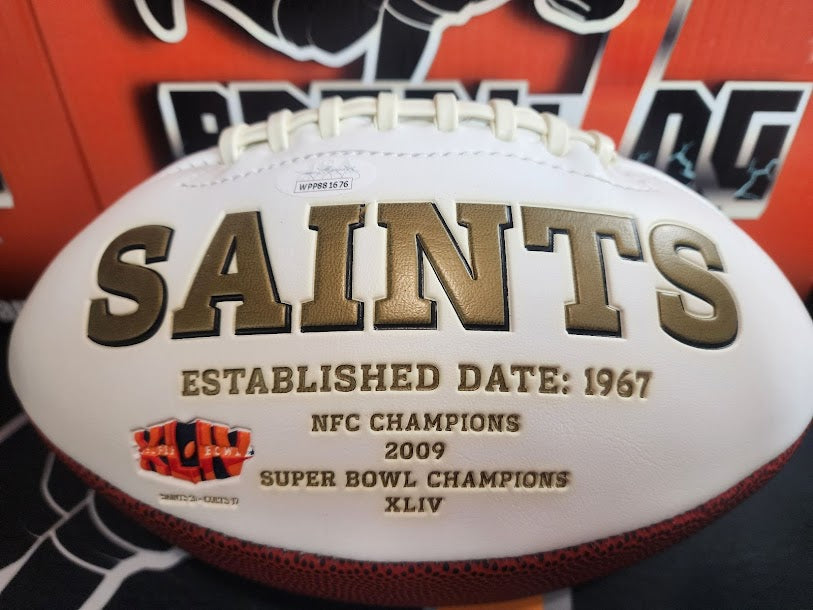 WPP881676
SAINTS
ESTABLISHED DATE: 1967
NFC CHAMPIONS
2009
SUPER BOWL CHAMPIONS
XLIV
XLIV